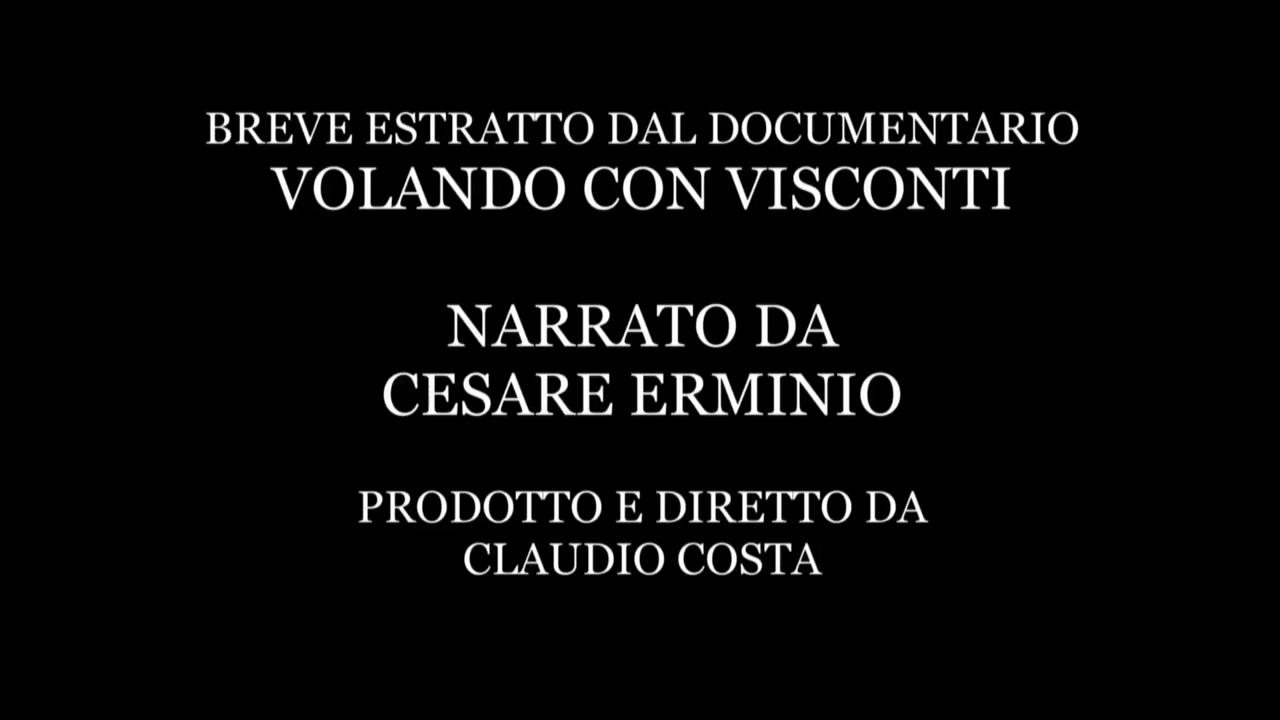 BREVE ESTRATTO DAL DOCUMENTARIO
VOLANDO CON VISCONTI
NARRATO DA
CESARE ERMINIO
PRODOTTO E DIRETTO DA
CLAUDIO COSTA